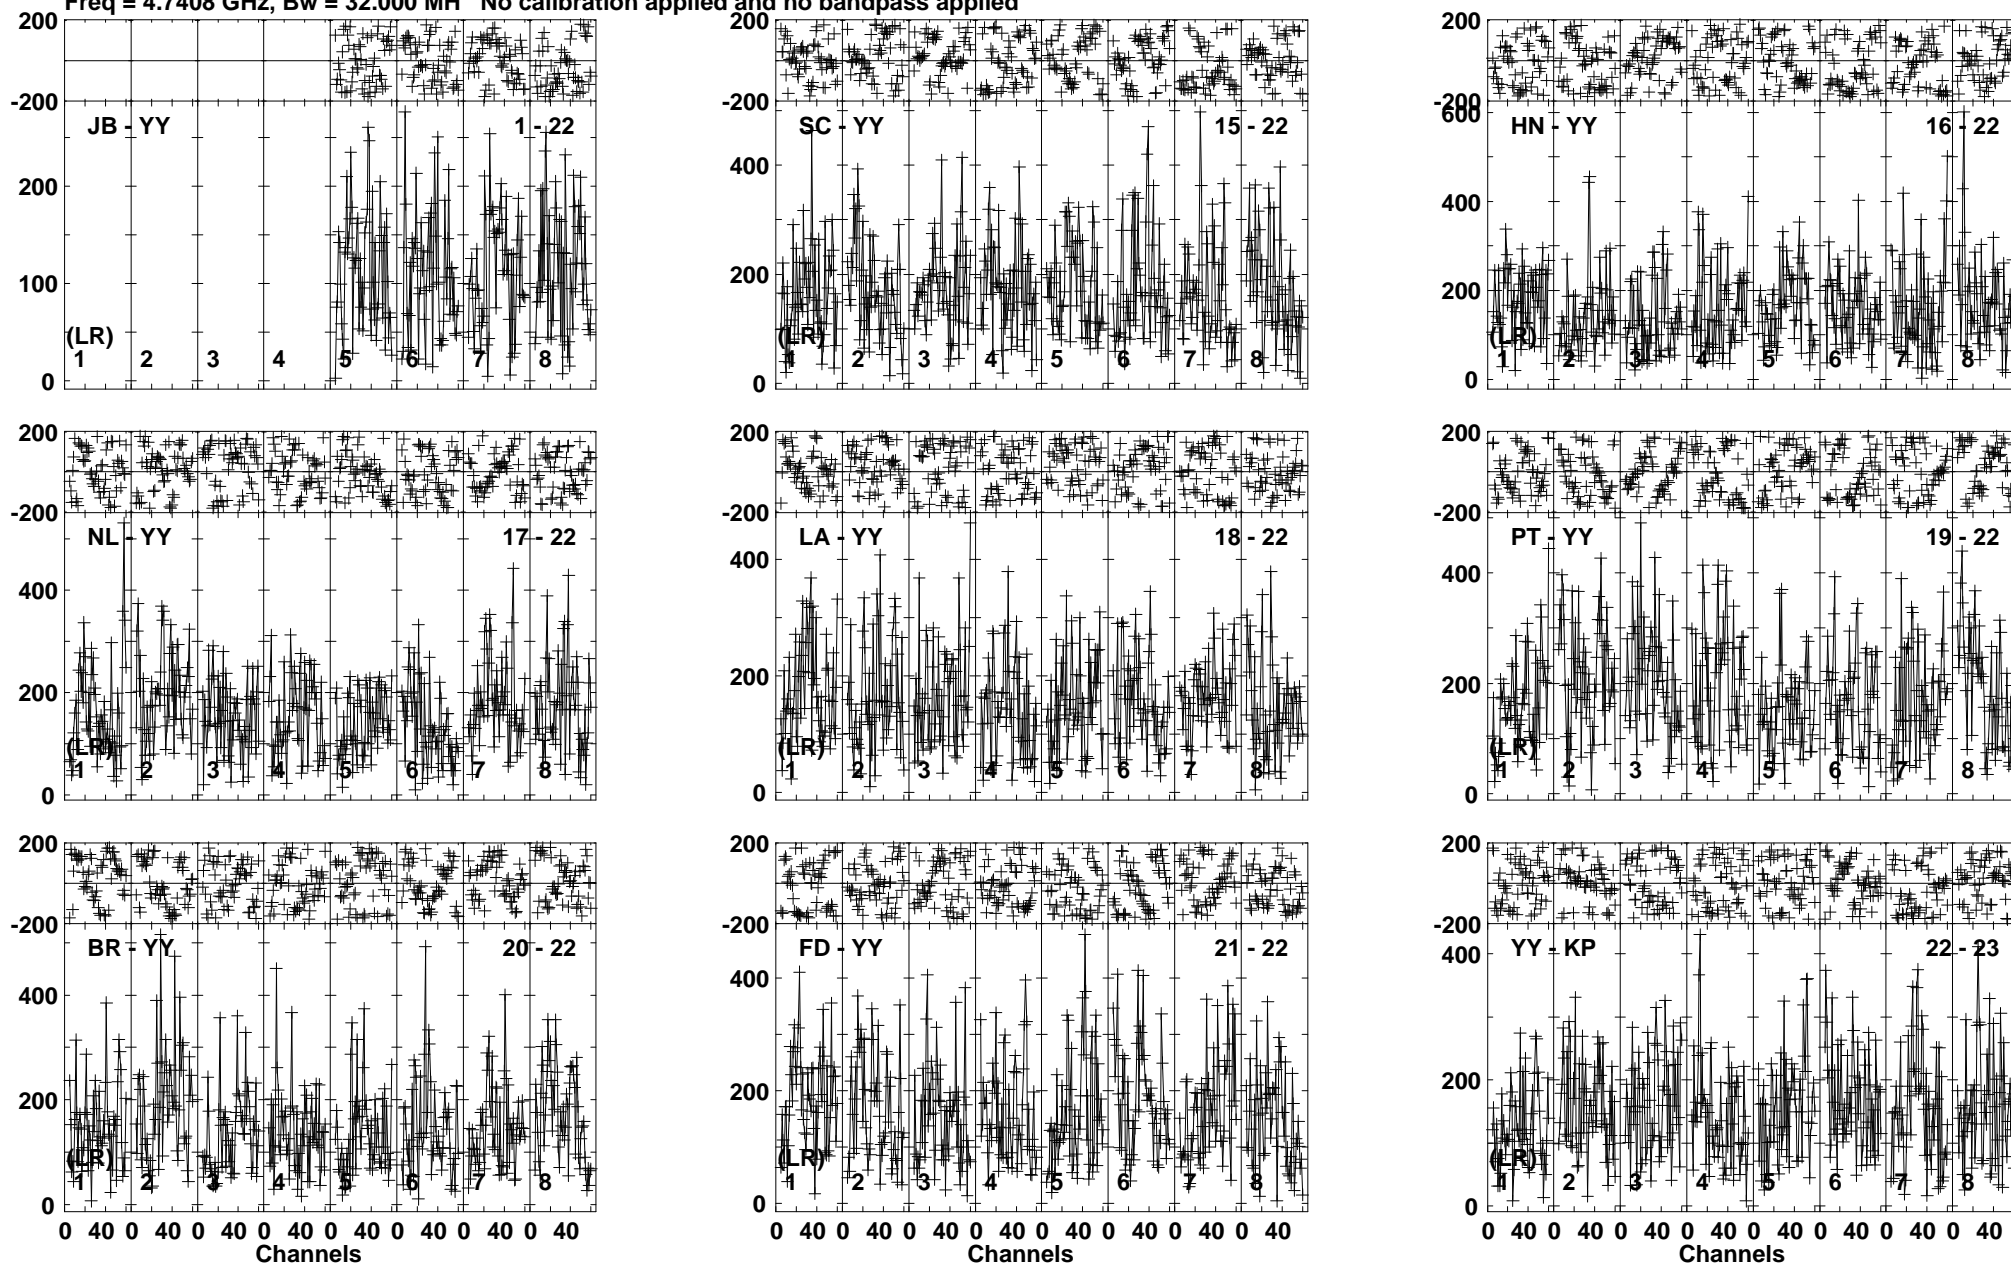 Freq = 4.7408 GHz, Bw = 32.000 MH No calibration applied and no bandpass applied
200 200 200
-200 -200 -200
JB - YY 1 - 22 SC - YY 15 - 22 HN - YY 16 - 22
600
400 400
200 200 200
100
(LR) (LR) (LR)
1 2 3 4 5 6 7 8 1 2 3 4 5 6 7 8 1 2 3 4 5 6 7 8
0 0 0
200 200 200
-200 -200 -200
NL - YY 17 - 22 LA - YY 18 - 22 PT - YY 19 - 22
400 400 400
200 200 200
(LR) (LR) (LR)
1 2 3 4 5 6 7 8 1 2 3 4 5 6 7 8 1 2 3 4 5 6 7 8
0 0 0
200 200 200
-200 -200 -200
BR - YY 20 - 22 FD - YY 21 - 22 YY - KP 22 - 23
400 400 400
200 200 200
(LR) (LR) (LR)
1 2 3 4 5 6 7 8 1 2 3 4 5 6 7 8 1 2 3 4 5 6 7 8
0 0 0
0 40 0 40 0 40 0 40 0 40 0 40 0 40 0 40 0 40 0 40 0 40 0 40 0 40 0 40 0 40 0 40 0 40 0 40 0 40 0 40 0 40 0 40 0 40 0 40
Channels Channels Channels